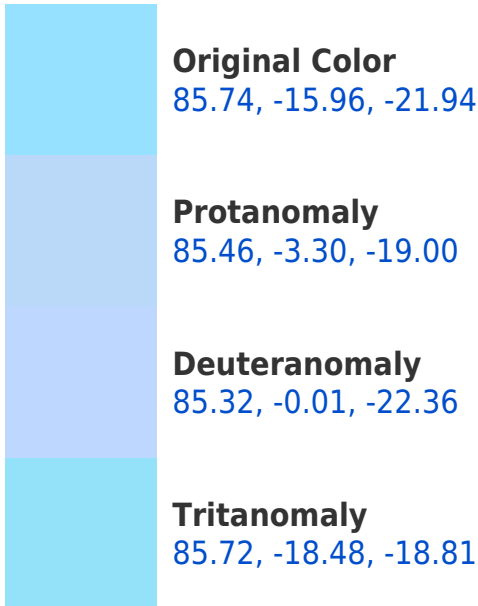 Original Color
85.74, -15.96, -21.94
Protanomaly
85.46, -3.30, -19.00
Deuteranomaly
85.32, -0.01, -22.36
Tritanomaly
85.72, -18.48, -18.81